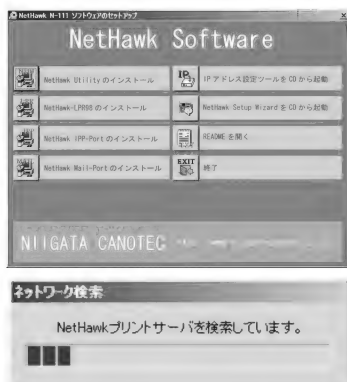 NetHawk N-111 ソフトウェアのセットアップ
NetHawk Software
NetHawk Utility のインストール
IP アドレス設定ツールを CD から起動
NetHawk-LPR98 のインストール
NetHawk Setup Wizard を CD から起動
NetHawk IPP-Port のインストール
README を開く
NetHawk Mail-Port のインストール
EXIT
終了
NIIGATA CANOTEC
ネットワーク検索
NetHawkプリントサーバを検索しています。